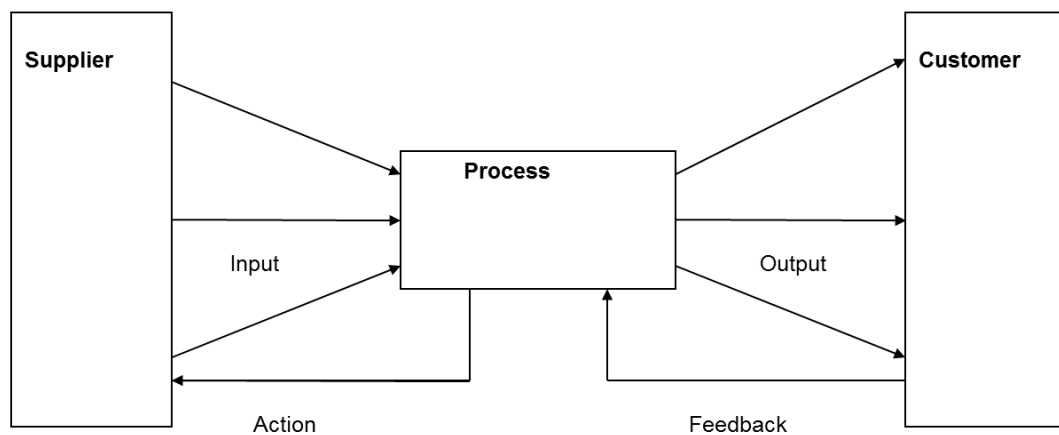 Supplier
Customer
Process
Input
Output
Action
Feedback